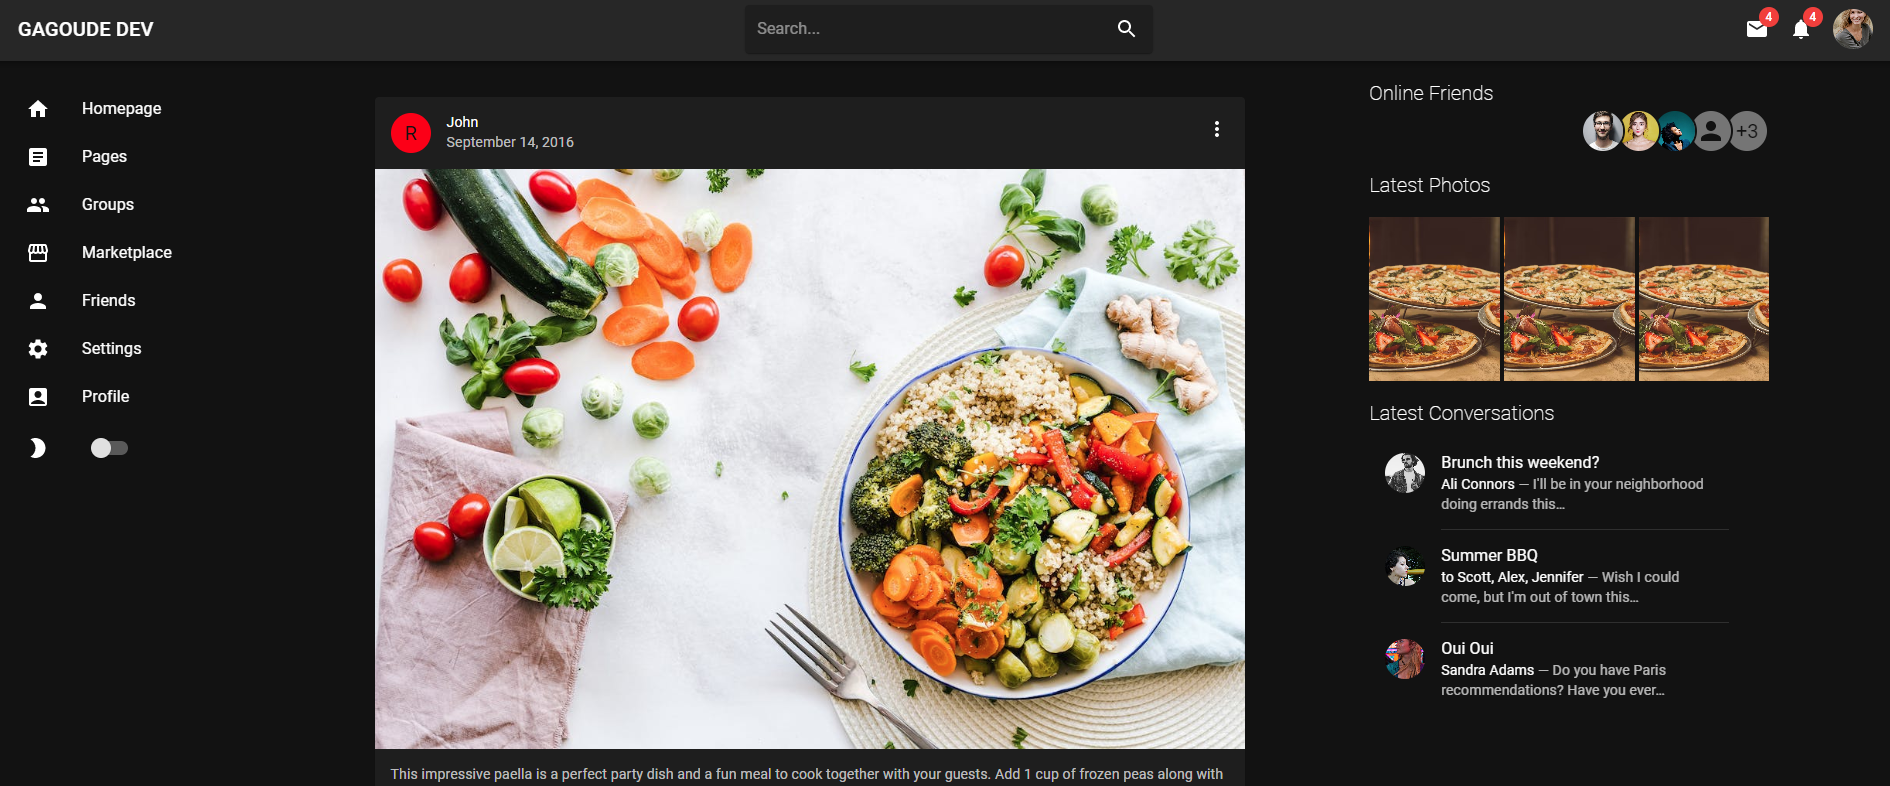 GAGOUDE DEV
Search...
4
4
Homepage
Pages
Groups
Marketplace
Friends
Settings
Profile
R
John
September 14, 2016
This impressive paella is a perfect party dish and a fun meal to cook together with your guests. Add 1 cup of frozen peas along with
Online Friends
+3
Latest Photos
Latest Conversations
Brunch this weekend?
Ali Connors — I'll be in your neighborhood
doing errands this…
Summer BBQ
to Scott, Alex, Jennifer — Wish I could
come, but I'm out of town this…
Oui Oui
Sandra Adams — Do you have Paris
recommendations? Have you ever…